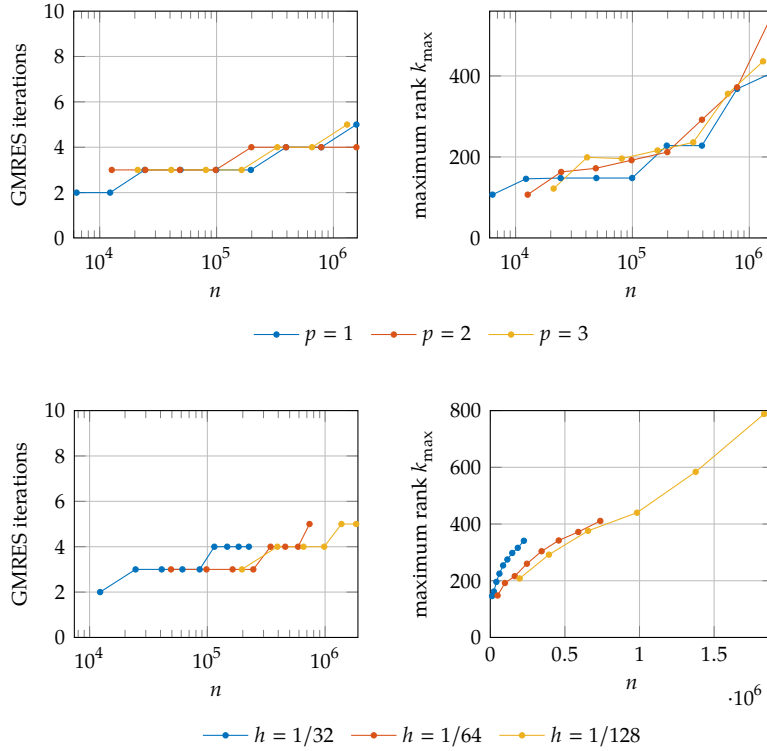 10
8
6
4
2
0
GMRES iterations
10^4
10^5
10^6
n
400
200
0
maximum rank k_max
10^4
10^5
10^6
n
p = 1
p = 2
p = 3
10
8
6
4
2
0
GMRES iterations
10^4
10^5
10^6
n
800
600
400
200
0
maximum rank k_max
0
0.5
1
1.5
n
·10^6
h = 1/32
h = 1/64
h = 1/128